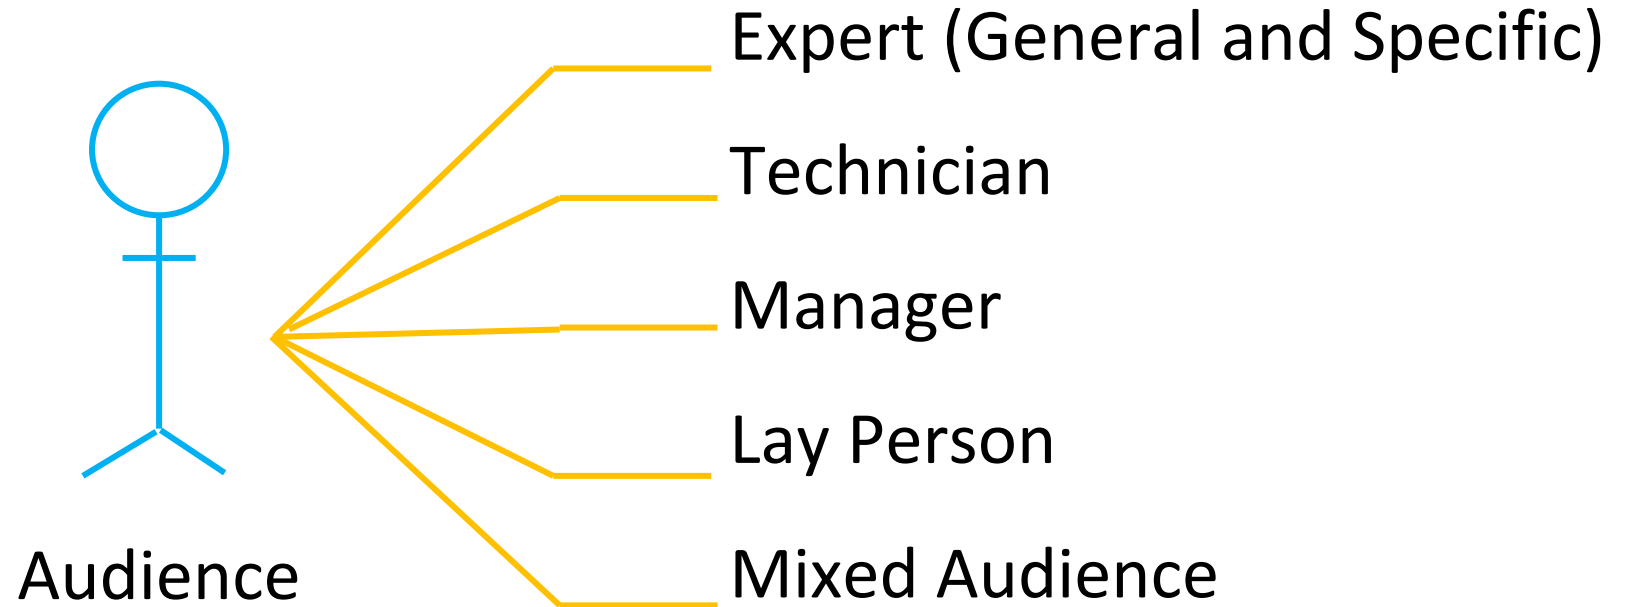 Expert (General and Specific)
Technician
Manager
Lay Person
Mixed Audience
Audience